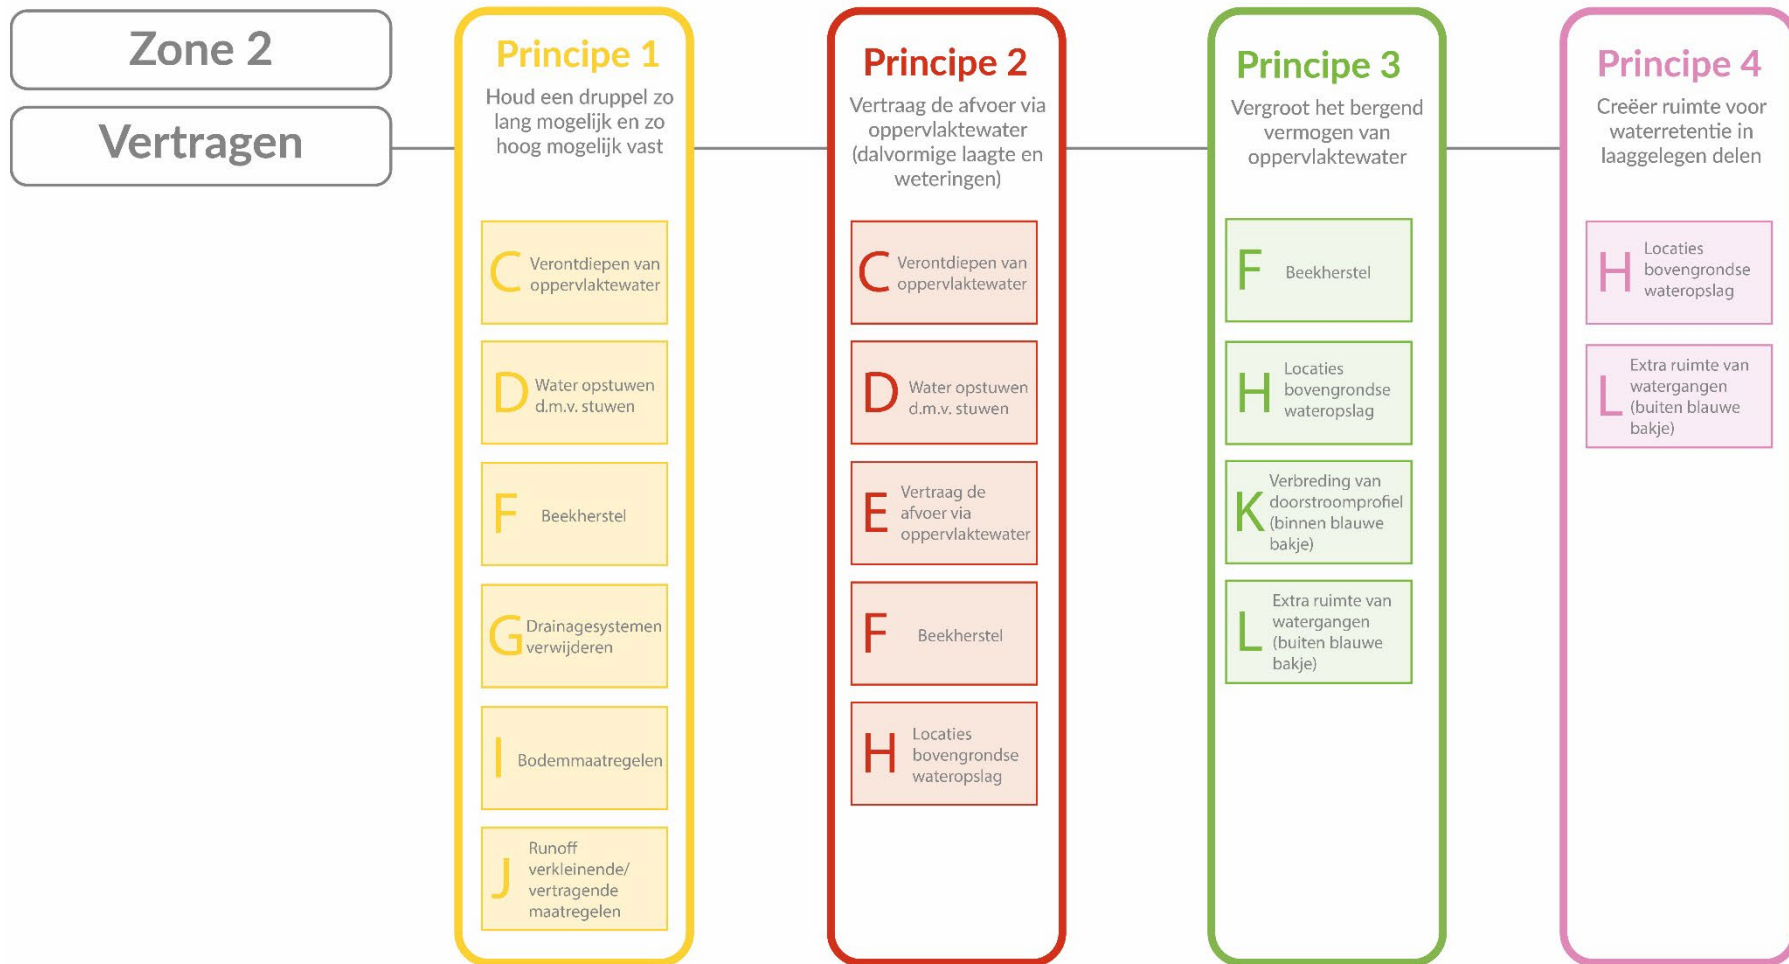 Zone 2
Vertragen
Principe 1
Houd een druppel zo
lang mogelijk en zo
hoog mogelijk vast
C
Verontdiepen van
oppervlaktewater
D
Water opstuwen
d.m.v. stuwen
F
Beekherstel
G
Drainagesystemen
verwijderen
I
Bodemmaatregelen
J
Runoff
verkleinende/
vertragende
maatregelen
Principe 2
Vertraag de afvoer via
oppervlaktewater
(dalvormige laagte en
weteringen)
C
Verontdiepen van
oppervlaktewater
D
Water opstuwen
d.m.v. stuwen
E
Vertraag de
afvoer via
oppervlaktewater
F
Beekherstel
H
Locaties
bovengrondse
wateropslag
Principe 3
Vergroot het bergend
vermogen van
oppervlaktewater
F
Beekherstel
H
Locaties
bovengrondse
wateropslag
K
Verbreding van
doorstroomprofiel
(binnen blauwe
bakje)
L
Extra ruimte van
watergangen
(buiten blauwe
bakje)
Principe 4
Creëer ruimte voor
waterretentie in
laaggelegen delen
H
Locaties
bovengrondse
wateropslag
L
Extra ruimte van
watergangen
(buiten blauwe
bakje)